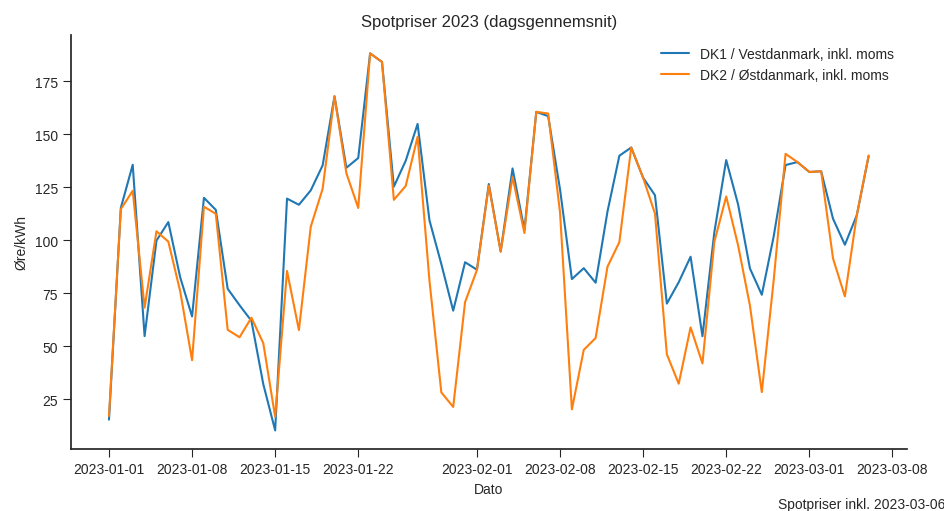 Spotpriser 2023 (dagsgennemsnit)
DK1 / Vestdanmark, inkl. moms
DK2 / Østdanmark, inkl. moms
Øre/kWh
175
150
125
100
75
50
25
2023-01-01 2023-01-08 2023-01-15 2023-01-22 2023-02-01 2023-02-08 2023-02-15 2023-02-22 2023-03-01 2023-03-08
Dato
Spotpriser inkl. 2023-03-06